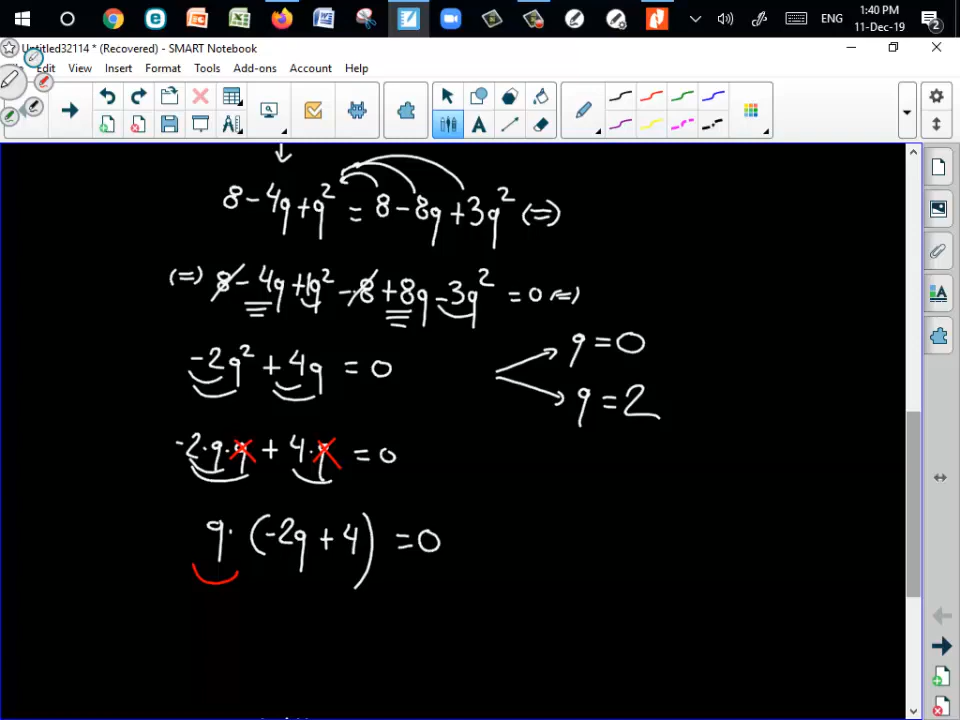 1:40 PM
ENG
11-Dec-19
2
Untitled32114 * (Recovered) - SMART Notebook
Edit View Insert Format Tools Add-ons Account Help
8 - 4q + q² = 8 - 8q + 3q² (=)
(=) 8 - 4q + 1q² - 8 + 8q - 3q² = 0 (=)
-2q² + 4q = 0
q = 0
q = 2
-2·q·q + 4·q = 0
q· (-2q + 4) = 0